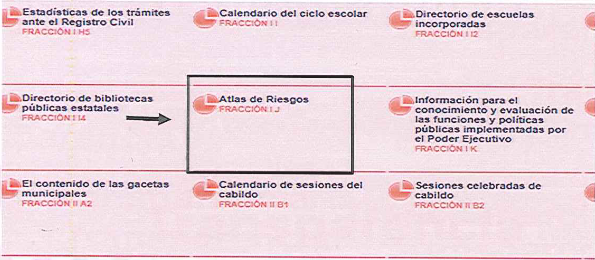 Estadísticas de los trámites
ante el Registro Civil
FRACCIÓN I H5
Calendario del ciclo escolar
FRACCIÓN I I
Directorio de escuelas
incorporadas
FRACCIÓN I I2
Directorio de bibliotecas
públicas estatales
FRACCIÓN I I4
Atlas de Riesgos
FRACCIÓN I J
Información para el
conocimiento y evaluación de
las funciones y políticas
públicas implementadas por
el Poder Ejecutivo
FRACCIÓN I K
El contenido de las gacetas
municipales
FRACCIÓN II A2
Calendario de sesiones del
cabildo
FRACCIÓN II B1
Sesiones celebradas de
cabildo
FRACCIÓN II B2